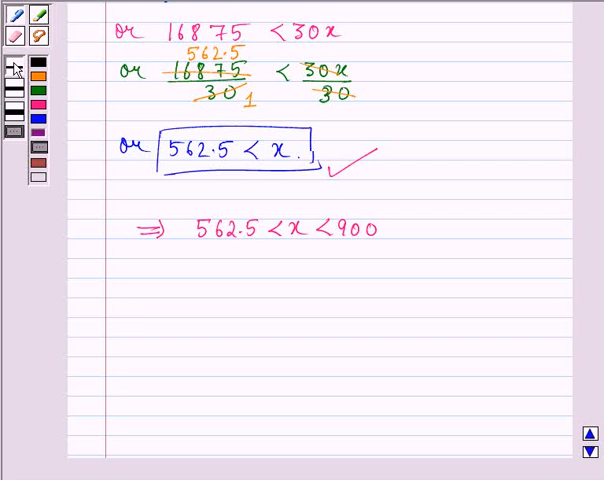 or 16875 < 30x
562.5
or 16875/30 < 30x/30
1
or 562.5 < x.
⇒ 562.5 < x < 900